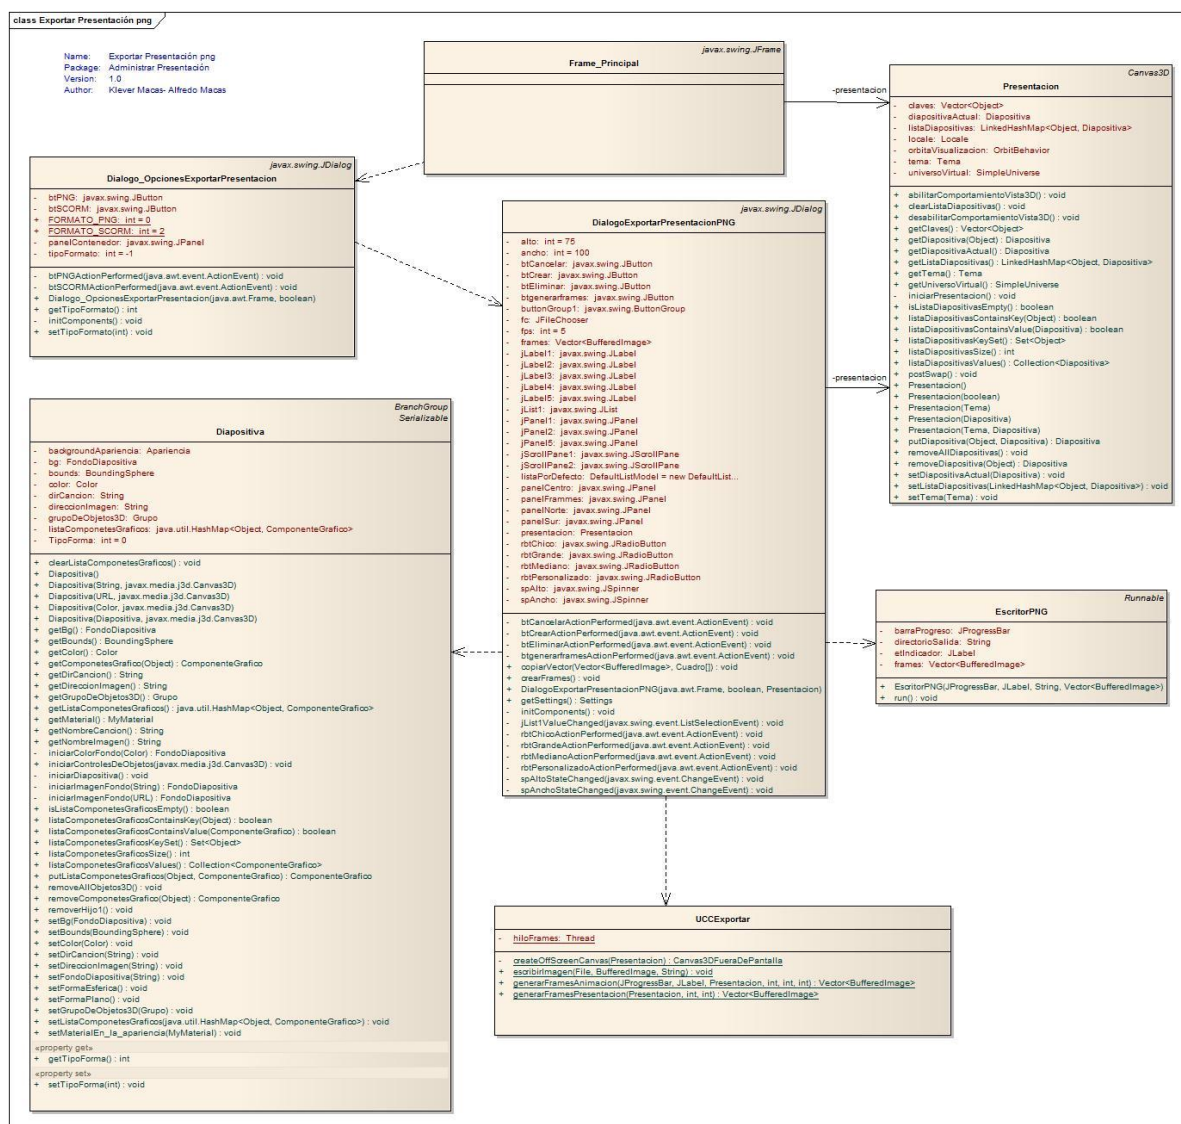 class Exportar Presentación png
Name: Exportar Presentación png
Package: Administrar Presentación
Version: 1.0
Author: Klever Macas- Alfredo Macas
javax.swing.JFrame
Frame_Principal
-presentacion
Canvas3D
Presentacion
- claves: Vector<Object>
- diapositivaActual: Diapositiva
- listaDiapositivas: LinkedHashMap<Object, Diapositiva>
- locale: Locale
- orbitaVisualizacion: OrbitBehavior
- tema: Tema
- universoVirtual: SimpleUniverse
+ abilitarComportamientoVista3D() : void
+ clearListaDiapositivas() : void
+ desabilitarComportamientoVista3D() : void
+ getClaves() : Vector<Object>
+ getDiapositiva(Object) : Diapositiva
+ getDiapositivaActual() : Diapositiva
+ getListaDiapositivas() : LinkedHashMap<Object, Diapositiva>
+ getTema() : Tema
+ getUniversoVirtual() : SimpleUniverse
- iniciarPresentacion() : void
+ isListaDiapositivasEmpty() : boolean
+ listaDiapositivasContainsKey(Object) : boolean
+ listaDiapositivasContainsValue(Diapositiva) : boolean
+ listaDiapositivasKeySet() : Set<Object>
+ listaDiapositivasSize() : int
+ listaDiapositivasValues() : Collection<Diapositiva>
+ postSwap() : void
+ Presentacion()
+ Presentacion(boolean)
+ Presentacion(Tema)
+ Presentacion(Diapositiva)
+ Presentacion(Tema, Diapositiva)
+ putDiapositiva(Object, Diapositiva) : Diapositiva
+ removeAllDiapositivas() : void
+ removeDiapositiva(Object) : Diapositiva
+ setDiapositivaActual(Diapositiva) : void
+ setListaDiapositivas(LinkedHashMap<Object, Diapositiva>) : void
+ setTema(Tema) : void
javax.swing.JDialog
Dialogo_OpcionesExportarPresentacion
- btPNG: javax.swing.JButton
- btSCORM: javax.swing.JButton
+ FORMATO_PNG: int = 0
+ FORMATO_SCORM: int = 2
- panelContenedor: javax.swing.JPanel
- tipoFormato: int = -1
- btPNGActionPerformed(java.awt.event.ActionEvent) : void
- btSCORMActionPerformed(java.awt.event.ActionEvent) : void
+ Dialogo_OpcionesExportarPresentacion(java.awt.Frame, boolean)
+ getTipoFormato() : int
- initComponents() : void
+ setTipoFormato(int) : void
javax.swing.JDialog
DialogoExportarPresentacionPNG
- alto: int = 75
- ancho: int = 100
- btCancelar: javax.swing.JButton
- btCrear: javax.swing.JButton
- btEliminar: javax.swing.JButton
- btgenerarframes: javax.swing.JButton
- buttonGroup1: javax.swing.ButtonGroup
- fc: JFileChooser
- fps: int = 5
- frames: Vector<BufferedImage>
- jLabel1: javax.swing.JLabel
- jLabel2: javax.swing.JLabel
- jLabel3: javax.swing.JLabel
- jLabel4: javax.swing.JLabel
- jLabel5: javax.swing.JLabel
- jList1: javax.swing.JList
- jPanel1: javax.swing.JPanel
- jPanel2: javax.swing.JPanel
- jPanel5: javax.swing.JPanel
- jScrollPane1: javax.swing.JScrollPane
- jScrollPane2: javax.swing.JScrollPane
- listaPorDefecto: DefaultListModel = new DefaultList...
- panelCentro: javax.swing.JPanel
- panelFrammes: javax.swing.JPanel
- panelNorte: javax.swing.JPanel
- panelSur: javax.swing.JPanel
- presentacion: Presentacion
- rbtChico: javax.swing.JRadioButton
- rbtGrande: javax.swing.JRadioButton
- rbtMediano: javax.swing.JRadioButton
- rbtPersonalizado: javax.swing.JRadioButton
- spAlto: javax.swing.JSpinner
- spAncho: javax.swing.JSpinner
- btCancelarActionPerformed(java.awt.event.ActionEvent) : void
- btCrearActionPerformed(java.awt.event.ActionEvent) : void
- btEliminarActionPerformed(java.awt.event.ActionEvent) : void
- btgenerarframesActionPerformed(java.awt.event.ActionEvent) : void
+ copiarVector(Vector<BufferedImage>, Cuadro[]) : void
+ crearFrames() : void
+ DialogoExportarPresentacionPNG(java.awt.Frame, boolean, Presentacion)
+ getSettings() : Settings
- initComponents() : void
- jList1ValueChanged(javax.swing.event.ListSelectionEvent) : void
- rbtChicoActionPerformed(java.awt.event.ActionEvent) : void
- rbtGrandeActionPerformed(java.awt.event.ActionEvent) : void
- rbtMedianoActionPerformed(java.awt.event.ActionEvent) : void
- rbtPersonalizadoActionPerformed(java.awt.event.ActionEvent) : void
- spAltoStateChanged(javax.swing.event.ChangeEvent) : void
- spAnchoStateChanged(javax.swing.event.ChangeEvent) : void
-presentacion
BranchGroup
Serializable
Diapositiva
- backgroundApariencia: Apariencia
- bg: FondoDiapositiva
- bounds: BoundingSphere
- color: Color
- dirCancion: String
- direccionImagen: String
- grupoDeObjetos3D: Grupo
- listaComponetesGraficos: java.util.HashMap<Object, ComponenteGrafico>
- TipoForma: int = 0
+ clearListaComponetesGraficos() : void
+ Diapositiva()
+ Diapositiva(String, javax.media.j3d.Canvas3D)
+ Diapositiva(URL, javax.media.j3d.Canvas3D)
+ Diapositiva(Color, javax.media.j3d.Canvas3D)
+ Diapositiva(Diapositiva, javax.media.j3d.Canvas3D)
+ getBg() : FondoDiapositiva
+ getBounds() : BoundingSphere
+ getColor() : Color
+ getComponetesGrafico(Object) : ComponenteGrafico
+ getDirCancion() : String
+ getDireccionImagen() : String
+ getGrupoDeObjetos3D() : Grupo
+ getListaComponetesGraficos() : java.util.HashMap<Object, ComponenteGrafico>
+ getMaterial() : MyMaterial
+ getNombreCancion() : String
+ getNombreImagen() : String
- iniciarColorFondo(Color) : FondoDiapositiva
+ iniciarControlesDeObjetos(javax.media.j3d.Canvas3D) : void
- iniciarDiapositiva() : void
- iniciarImagenFondo(String) : FondoDiapositiva
- iniciarImagenFondo(URL) : FondoDiapositiva
+ isListaComponetesGraficosEmpty() : boolean
+ listaComponetesGraficosContainsKey(Object) : boolean
+ listaComponetesGraficosContainsValue(ComponenteGrafico) : boolean
+ listaComponetesGraficosKeySet() : Set<Object>
+ listaComponetesGraficosSize() : int
+ listaComponetesGraficosValues() : Collection<ComponenteGrafico>
+ putListaComponetesGraficos(Object, ComponenteGrafico) : ComponenteGrafico
+ removeAllObjetos3D() : void
+ removeComponetesGrafico(Object) : ComponenteGrafico
+ removerHijo1() : void
+ setBg(FondoDiapositiva) : void
+ setBounds(BoundingSphere) : void
+ setColor(Color) : void
+ setDirCancion(String) : void
+ setDireccionImagen(String) : void
+ setFondoDiapositiva(String) : void
+ setFormaEsferica() : void
+ setFormaPlano() : void
+ setGrupoDeObjetos3D(Grupo) : void
+ setListaComponetesGraficos(java.util.HashMap<Object, ComponenteGrafico>) : void
+ setMaterialEn_la_apariencia(MyMaterial) : void
«property get»
+ getTipoForma() : int
«property set»
+ setTipoForma(int) : void
Runnable
EscritorPNG
- barraProgreso: JProgressBar
- directorioSalida: String
- etIndicador: JLabel
- frames: Vector<BufferedImage>
+ EscritorPNG(JProgressBar, JLabel, String, Vector<BufferedImage>)
+ run() : void
UCCExportar
- hiloFrames: Thread
- createOffScreenCanvas(Presentacion) : Canvas3DFueraDePantalla
+ escribirImagen(File, BufferedImage, String) : void
+ generarFramesAnimacion(JProgressBar, JLabel, Presentacion, int, int, int) : Vector<BufferedImage>
+ generarFramesPresentacion(Presentacion, int, int) : Vector<BufferedImage>